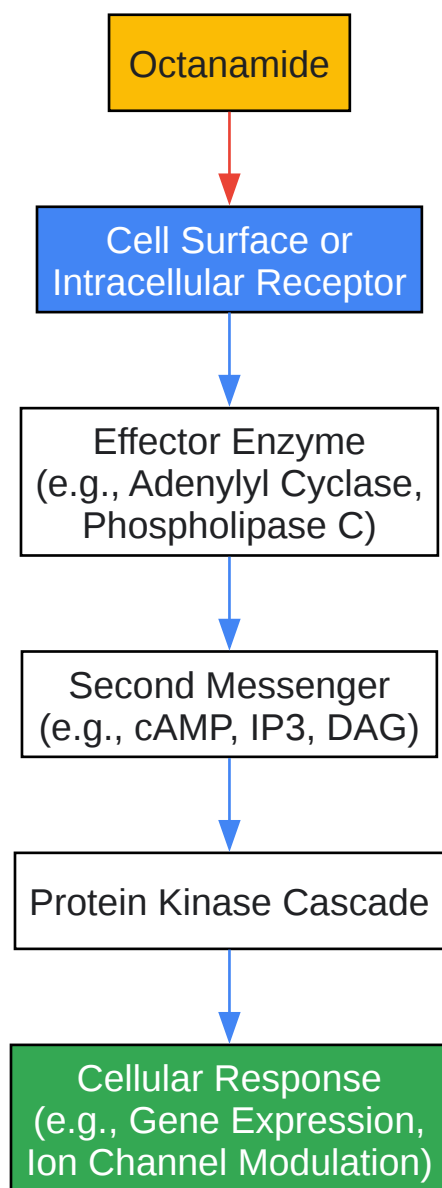 Octanamide
Cell Surface or
Intracellular Receptor
Effector Enzyme
(e.g., Adenylyl Cyclase,
Phospholipase C)
Second Messenger
(e.g., cAMP, IP3, DAG)
Protein Kinase Cascade
Cellular Response
(e.g., Gene Expression,
Ion Channel Modulation)